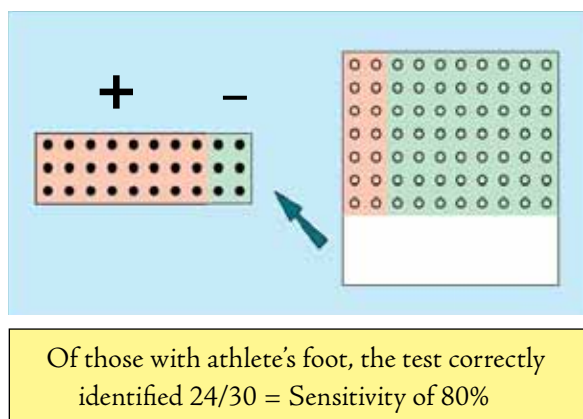 + –
Of those with athlete's foot, the test correctly
identified 24/30 = Sensitivity of 80%